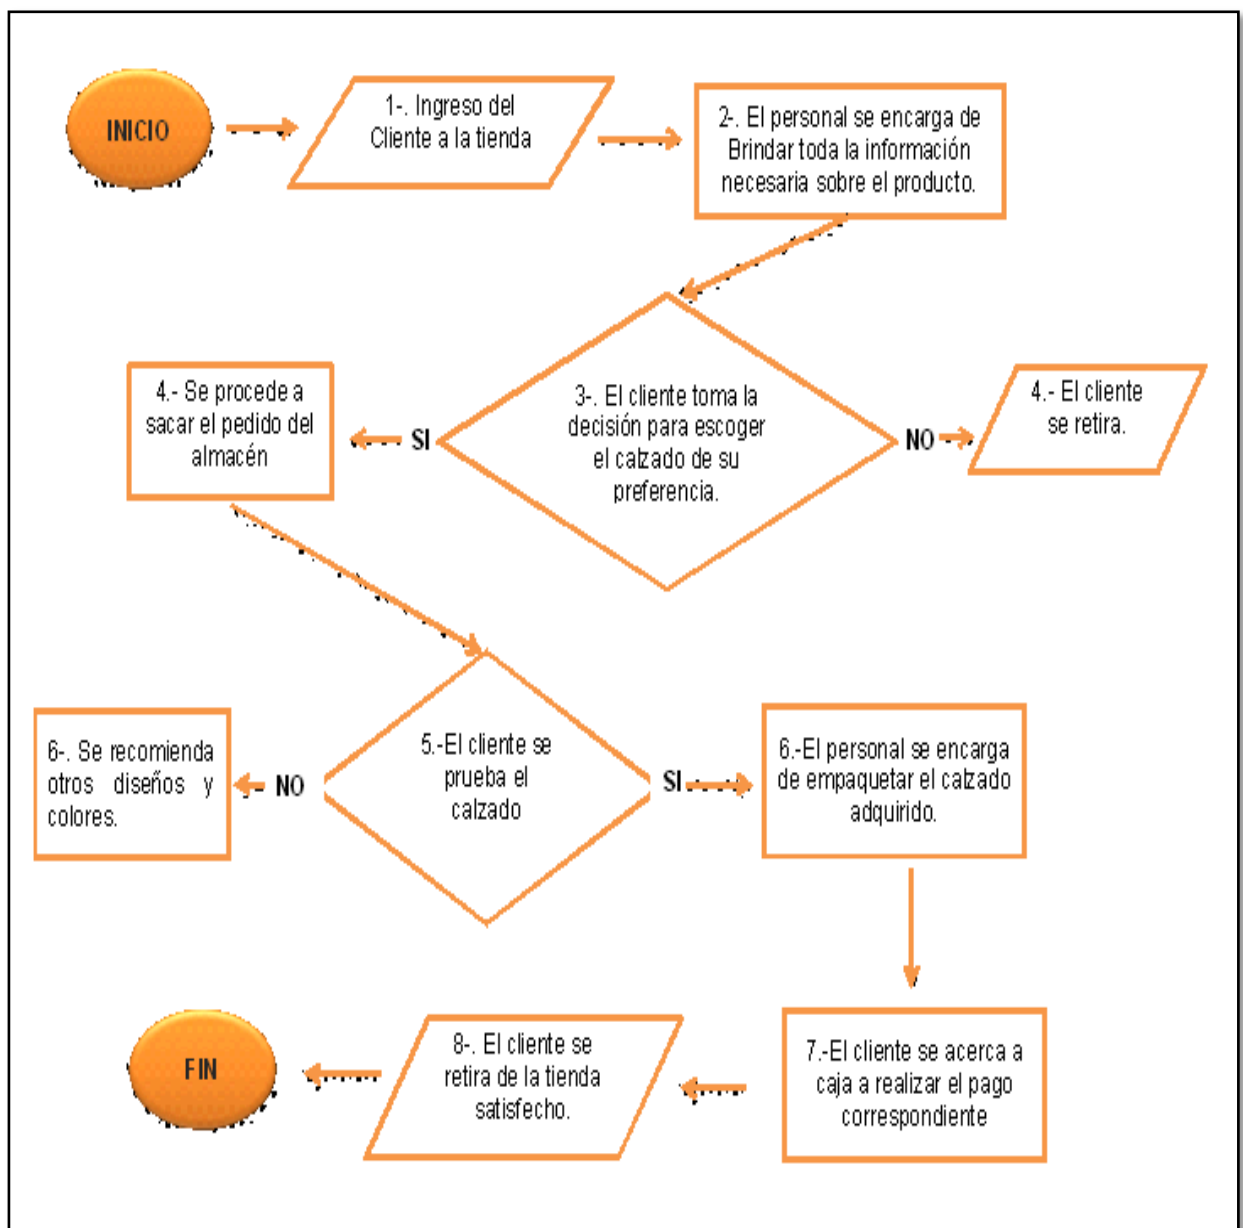 INICIO
1-. Ingreso del
Cliente a la tienda
2-. El personal se encarga de
Brindar toda la información
necesaria sobre el producto.
3-. El cliente toma la
decisión para escoger
el calzado de su
preferencia.
SI
NO
4.- Se procede a
sacar el pedido del
almacén
4.- El cliente
se retira.
5.-El cliente se
prueba el
calzado
NO
SI
6-. Se recomienda
otros diseños y
colores.
6.-El personal se encarga
de empaquetar el calzado
adquirido.
7.-El cliente se acerca a
caja a realizar el pago
correspondiente
8-. El cliente se
retira de la tienda
satisfecho.
FIN